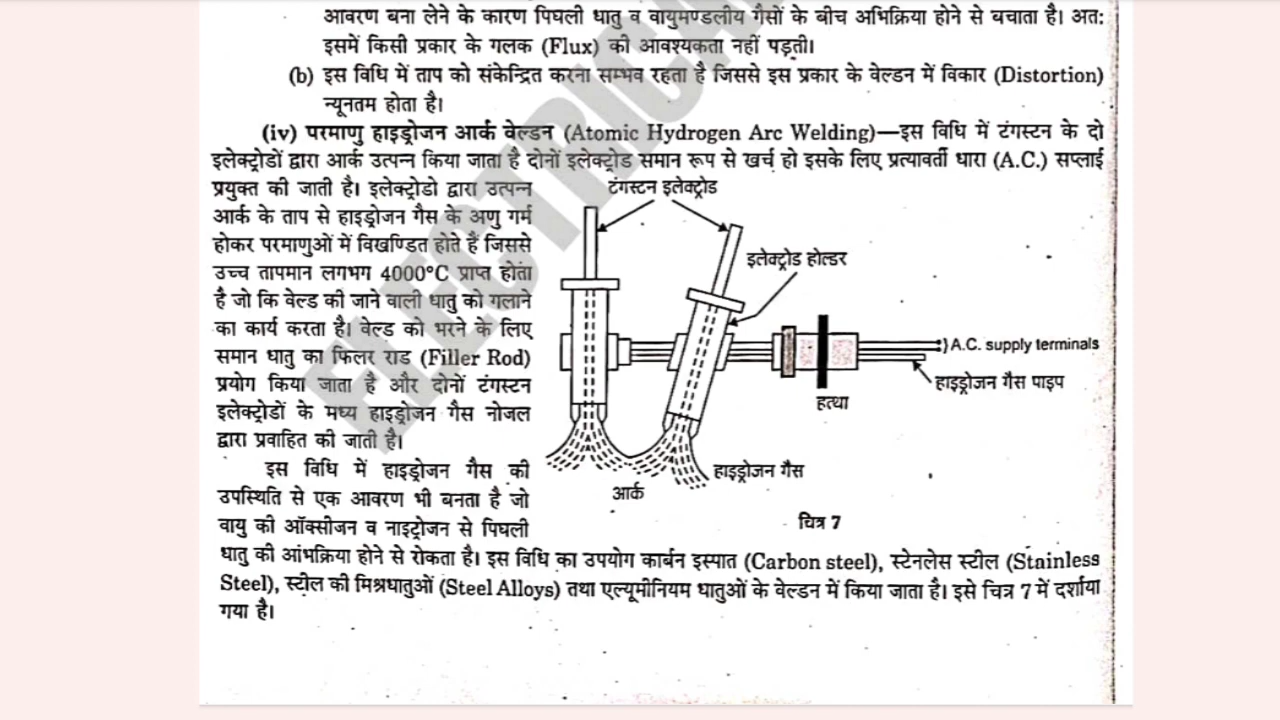 आवरण बना लेने के कारण पिघली धातु व वायुमण्डलीय गैसों के बीच अभिक्रिया होने से बचाता है। अत:
इसमें किसी प्रकार के गलक (Flux) की आवश्यकता नहीं पड़ती।
(b) इस विधि में ताप को संकेन्द्रित करना सम्भव रहता है जिससे इस प्रकार के वेल्डन में विकार (Distortion)
न्यूनतम होता है।
(iv) परमाणु हाइड्रोजन आर्क वेल्डन (Atomic Hydrogen Arc Welding)—इस विधि में टंगस्टन के दो
इलेक्ट्रोडों द्वारा आर्क उत्पन्न किया जाता है दोनों इलेक्ट्रोड समान रूप से खर्च हो इसके लिए प्रत्यावर्ती धारा (A.C.) सप्लाई
प्रयुक्त की जाती है। इलेक्ट्रोडो द्वारा उत्पन्न
आर्क के ताप से हाइड्रोजन गैस के अणु गर्म
होकर परमाणुओं में विखण्डित होते हैं जिससे
उच्च तापमान लगभग 4000°C प्राप्त होता
है जो कि वेल्ड की जाने वाली धातु को गलाने
का कार्य करता है। वेल्ड को भरने के लिए
समान धातु का फिलर राड (Filler Rod)
प्रयोग किया जाता है और दोनों टंगस्टन
इलेक्ट्रोडों के मध्य हाइड्रोजन गैस नोजल
द्वारा प्रवाहित की जाती है।
इस विधि में हाइड्रोजन गैस की
उपस्थिति से एक आवरण भी बनता है जो
वायु की ऑक्सीजन व नाइट्रोजन से पिघली
टंगस्टन इलेक्ट्रोड
इलेक्ट्रोड होल्डर
A.C. supply terminals
हाइड्रोजन गैस पाइप
हत्था
हाइड्रोजन गैस
आर्क
चित्र 7
धातु की आंभक्रिया होने से रोकता है। इस विधि का उपयोग कार्बन इस्पात (Carbon steel), स्टेनलेस स्टील (Stainless
Steel), स्टील की मिश्रधातुओं (Steel Alloys) तथा एल्यूमीनियम धातुओं के वेल्डन में किया जाता है। इसे चित्र 7 में दर्शाया
गया है।
ELECTRICAL